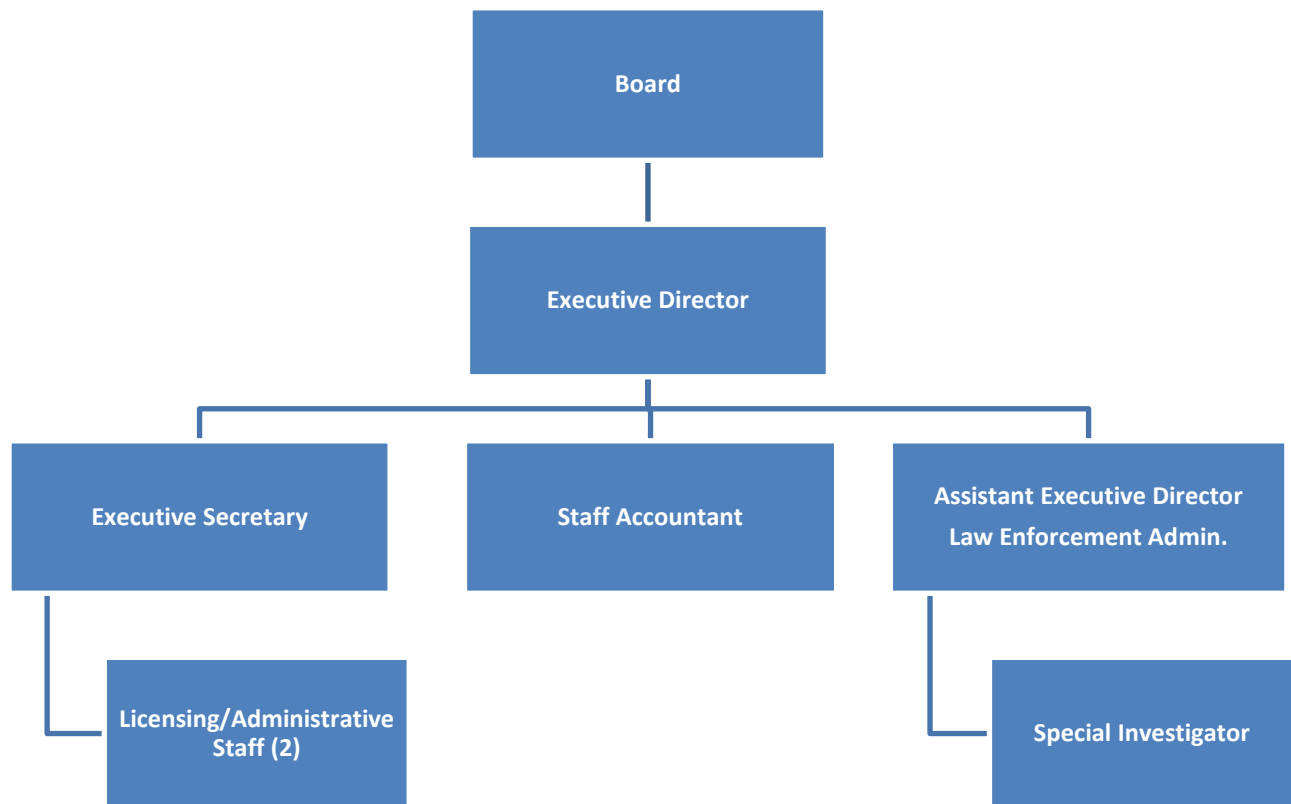 Board
Executive Director
Executive Secretary
Staff Accountant
Assistant Executive Director
Law Enforcement Admin.
Licensing/Administrative
Staff (2)
Special Investigator